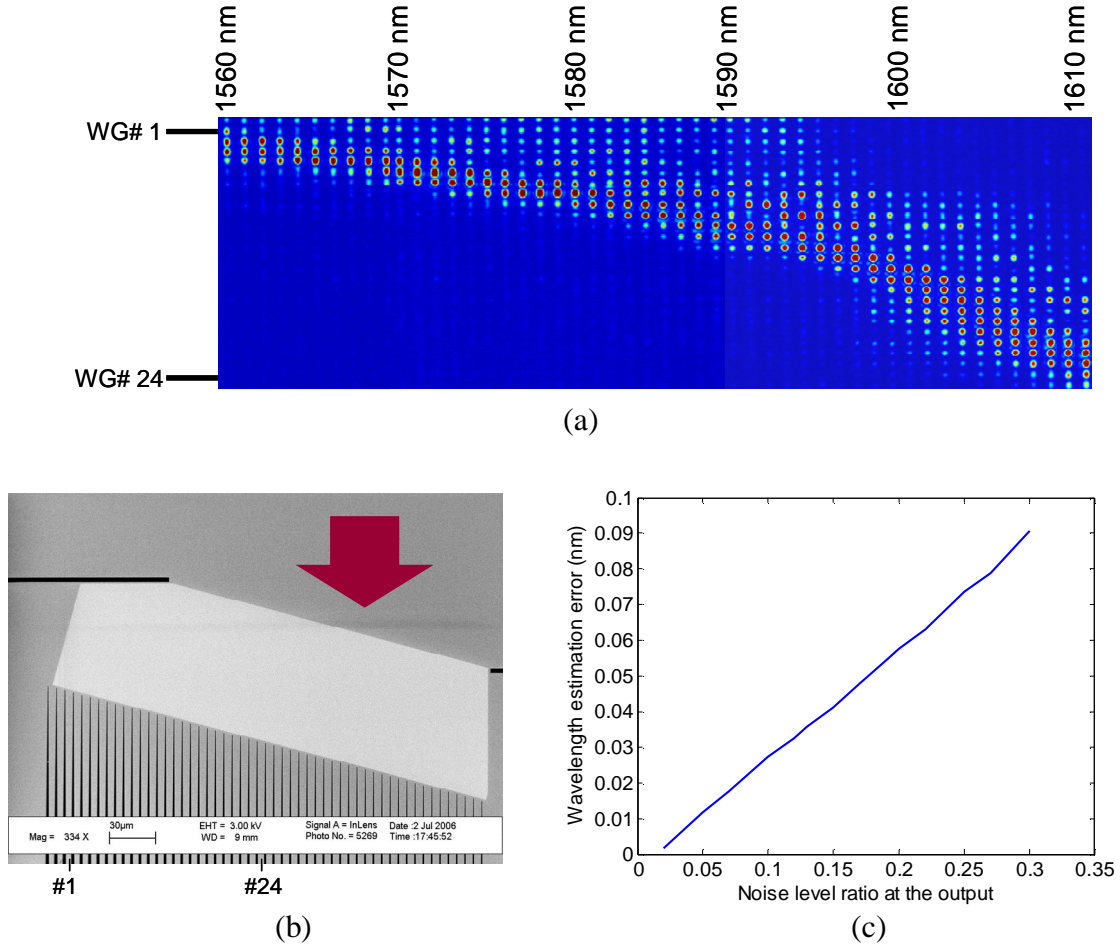 1560 nm
1570 nm
1580 nm
1590 nm
1600 nm
1610 nm
WG# 1
WG# 24
(a)
Mag = 334 X
30µm
EHT = 3.00 kV
WD = 9 mm
Signal A = InLens
Photo No. = 5269
Date :2 Jul 2006
Time :17:45:52
#1
#24
(b)
0.1
0.09
0.08
0.07
0.06
0.05
0.04
0.03
0.02
0.01
0
Wavelength estimation error (nm)
0 0.05 0.1 0.15 0.2 0.25 0.3 0.35
Noise level ratio at the output
(c)